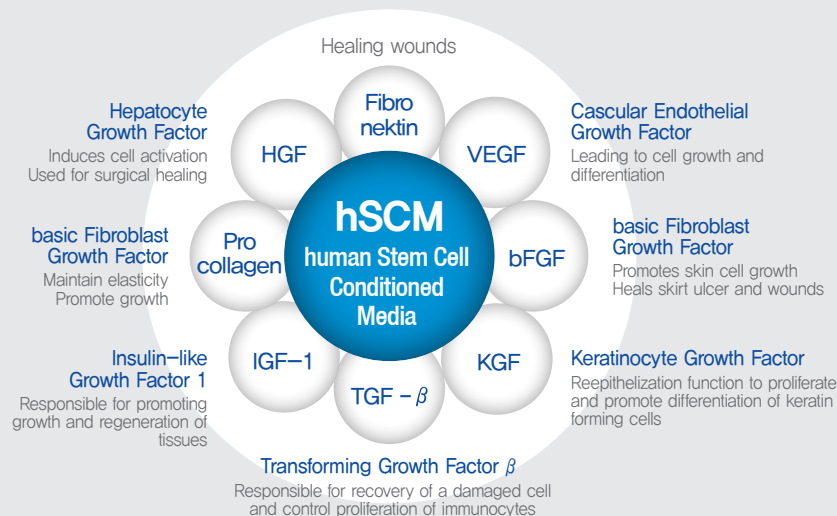 Healing wounds
Fibro
nektin
Hepatocyte
Growth Factor
Induces cell activation
Used for surgical healing
HGF
VEGF
Cascular Endothelial
Growth Factor
Leading to cell growth and
differentiation
hSCM
human Stem Cell
Conditioned
Media
basic Fibroblast
Growth Factor
Maintain elasticity
Promote growth
Pro
collagen
bFGF
basic Fibroblast
Growth Factor
Promotes skin cell growth
Heals skirt ulcer and wounds
Insulin-like
Growth Factor 1
Responsible for promoting
growth and regeneration of
tissues
IGF-1
TGF - β
KGF
Keratinocyte Growth Factor
Reepithelization function to proliferate
and promote differentiation of keratin
forming cells
Transforming Growth Factor β
Responsible for recovery of a damaged cell
and control proliferation of immunocytes